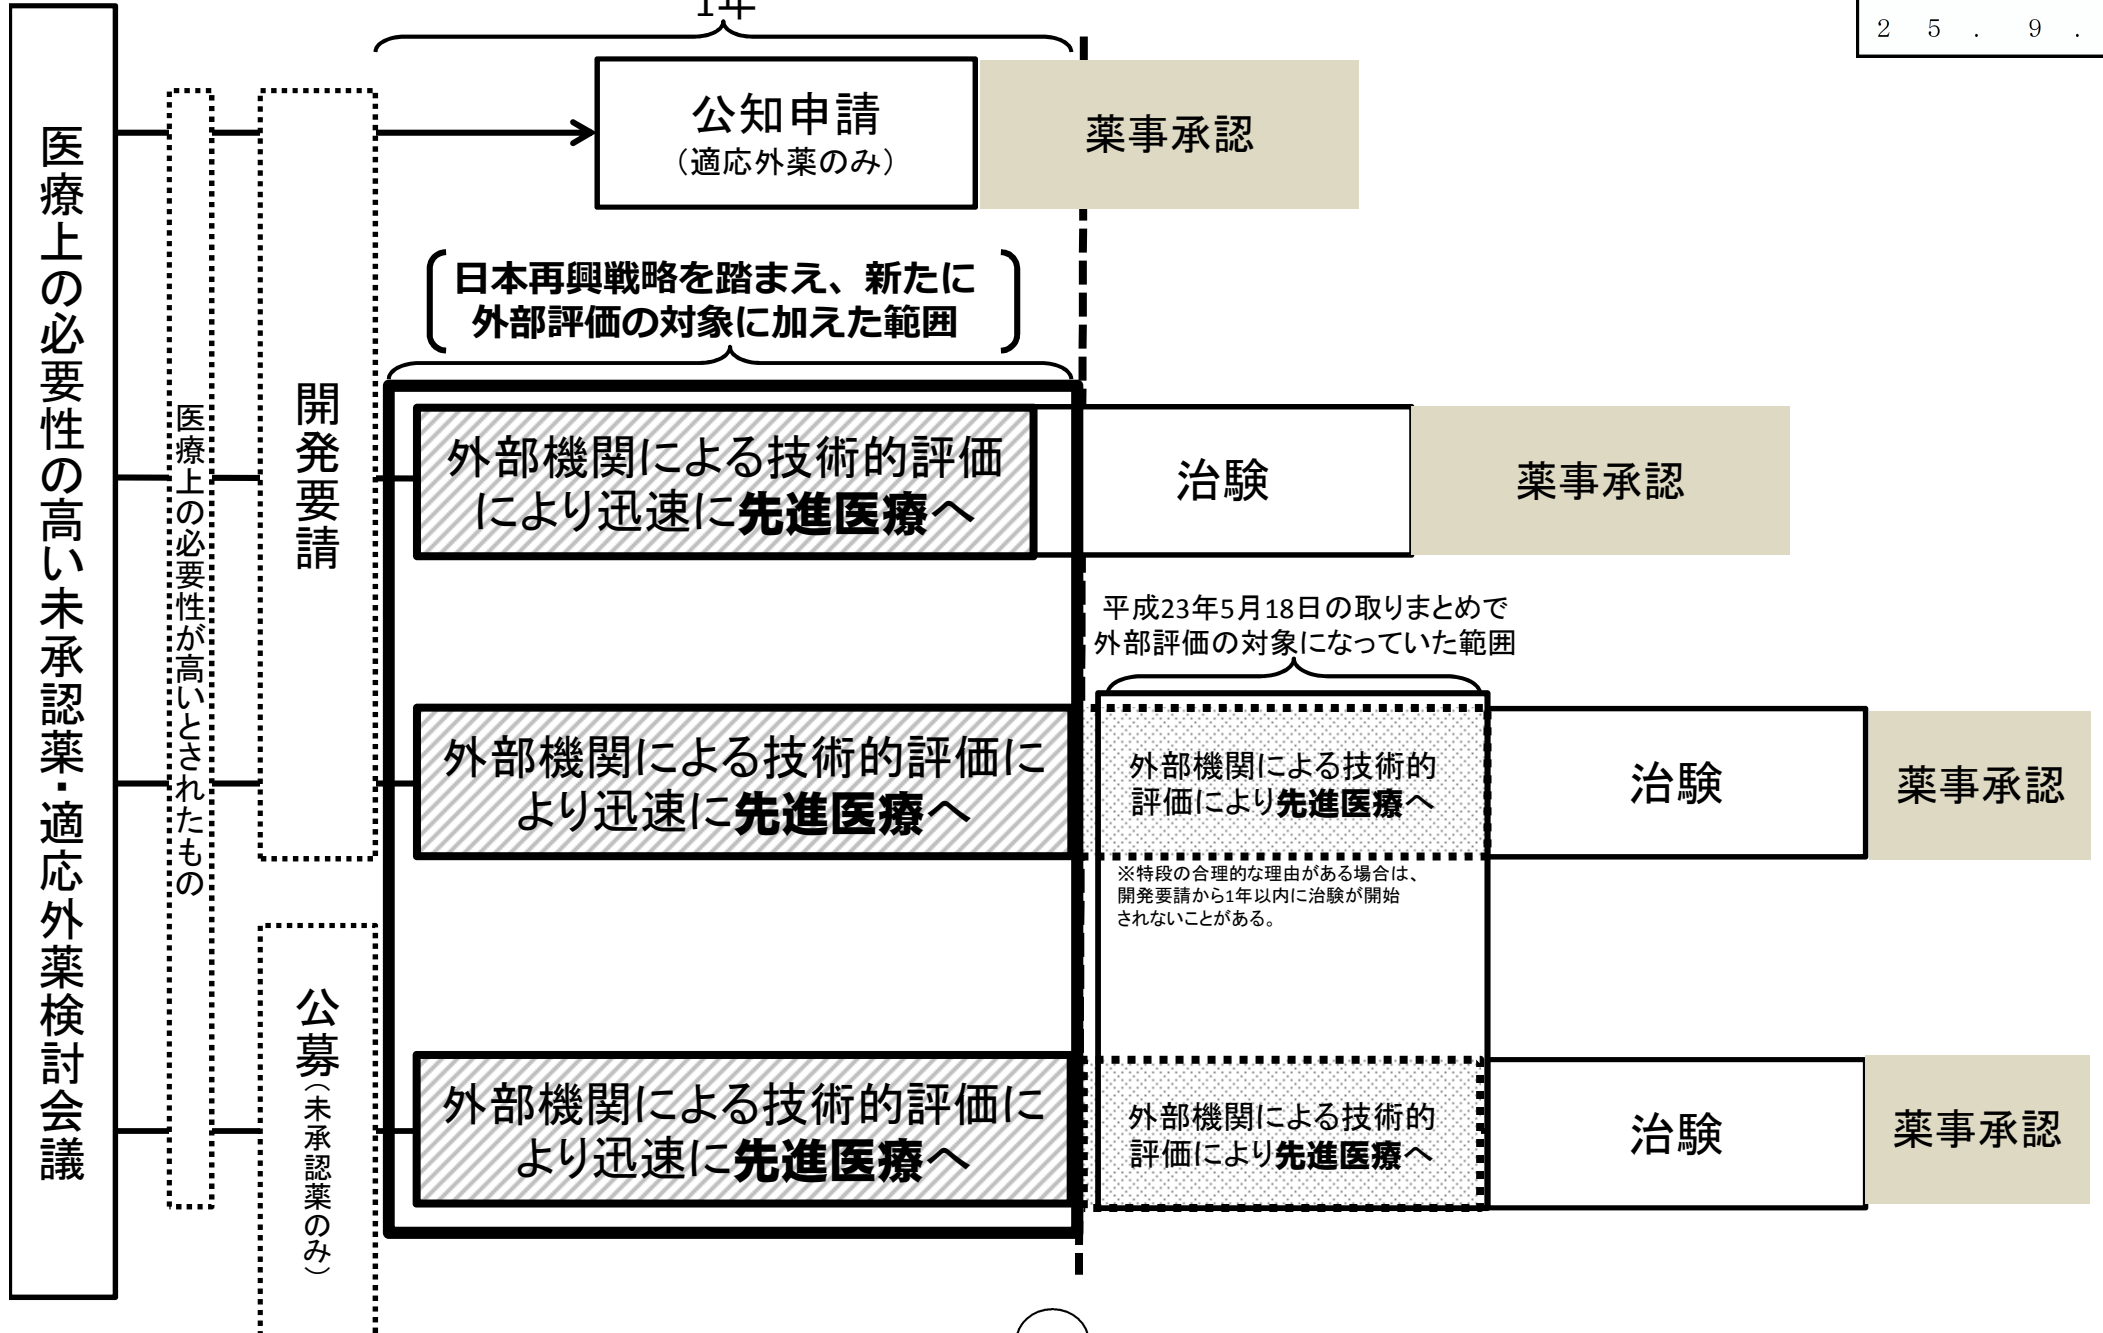 1年
25.9.
医療上の必要性の高い未承認薬・適応外薬検討会議
医療上の必要性が高いとされたもの
開発要請
公募（未承認薬のみ）
公知申請
（適応外薬のみ）
薬事承認
日本再興戦略を踏まえ、新たに
外部評価の対象に加えた範囲
外部機関による技術的評価
により迅速に先進医療へ
治験
薬事承認
平成23年5月18日の取りまとめで
外部評価の対象になっていた範囲
外部機関による技術的評価に
より迅速に先進医療へ
外部機関による技術的
評価により先進医療へ
治験
薬事承認
※特段の合理的な理由がある場合は、
開発要請から1年以内に治験が開始
されないことがある。
外部機関による技術的評価に
より迅速に先進医療へ
外部機関による技術的
評価により先進医療へ
治験
薬事承認